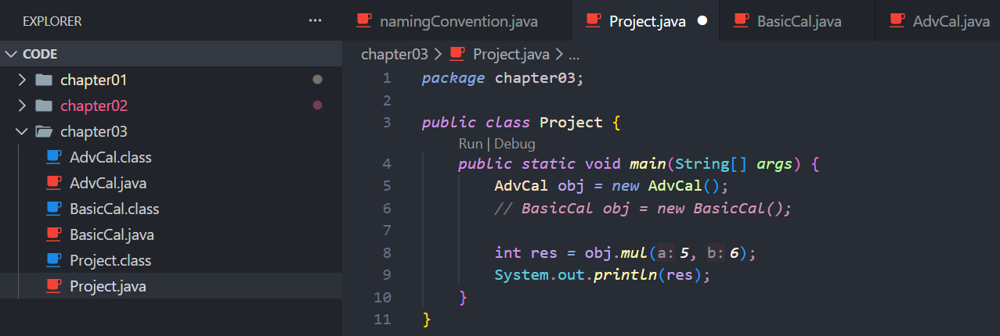 EXPLORER ...
namingConvention.java Project.java BasicCal.java AdvCal.java
CODE
chapter01
chapter02
chapter03
AdvCal.class
AdvCal.java
BasicCal.class
BasicCal.java
Project.class
Project.java
chapter03 > Project.java > ...
1 package chapter03;
2
3 public class Project {
Run | Debug
4 public static void main(String[] args) {
5 AdvCal obj = new AdvCal();
6 // BasicCal obj = new BasicCal();
7
8 int res = obj.mul(a: 5, b: 6);
9 System.out.println(res);
10 }
11 }